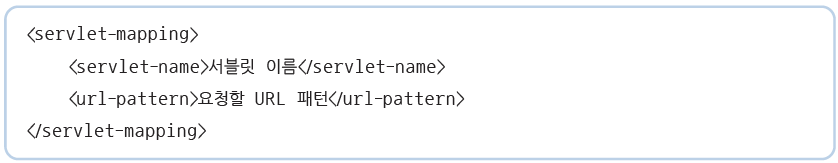 <servlet-mapping>
    <servlet-name>서블릿 이름</servlet-name>
    <url-pattern>요청할 URL 패턴</url-pattern>
</servlet-mapping>